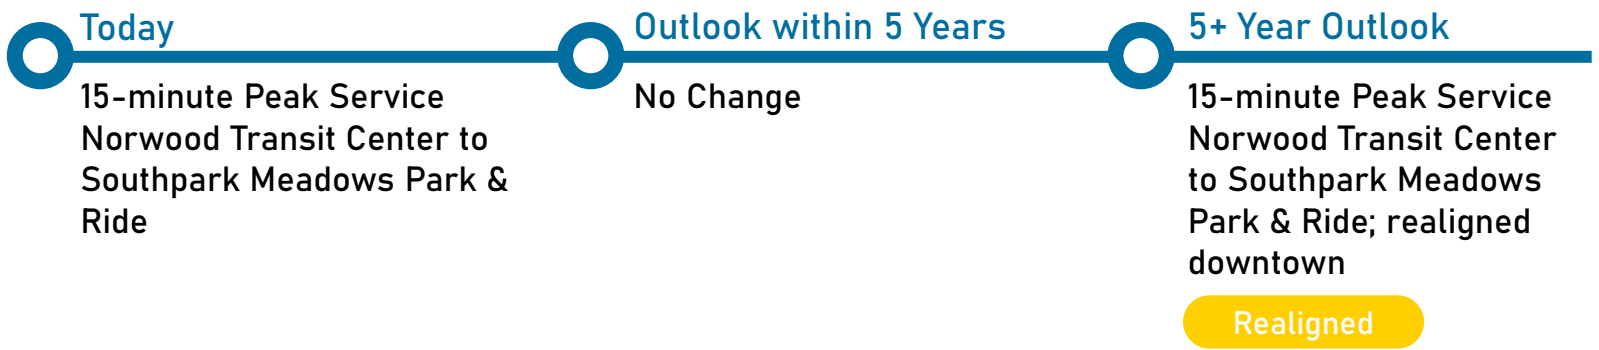 Today
15-minute Peak Service
Norwood Transit Center to
Southpark Meadows Park &
Ride
Outlook within 5 Years
No Change
5+ Year Outlook
15-minute Peak Service
Norwood Transit Center
to Southpark Meadows
Park & Ride; realigned
downtown
Realigned